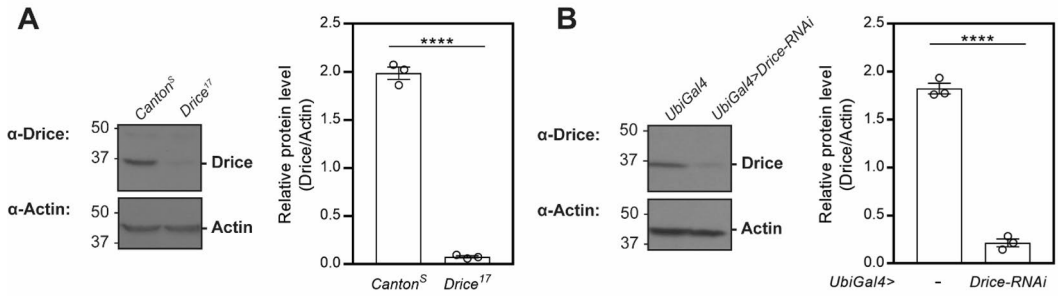 A
Canton^S Drice^17
α-Drice:
50
37
Drice
α-Actin:
50
37
Actin
Relative protein level
(Drice/Actin)
2.5
2.0
1.5
1.0
0.5
0.0
****
Canton^S Drice^17
B
UbiGal4 UbiGal4>Drice-RNAi
α-Drice:
50
37
Drice
α-Actin:
50
37
Actin
Relative protein level
(Drice/Actin)
2.5
2.0
1.5
1.0
0.5
0.0
****
UbiGal4> - Drice-RNAi